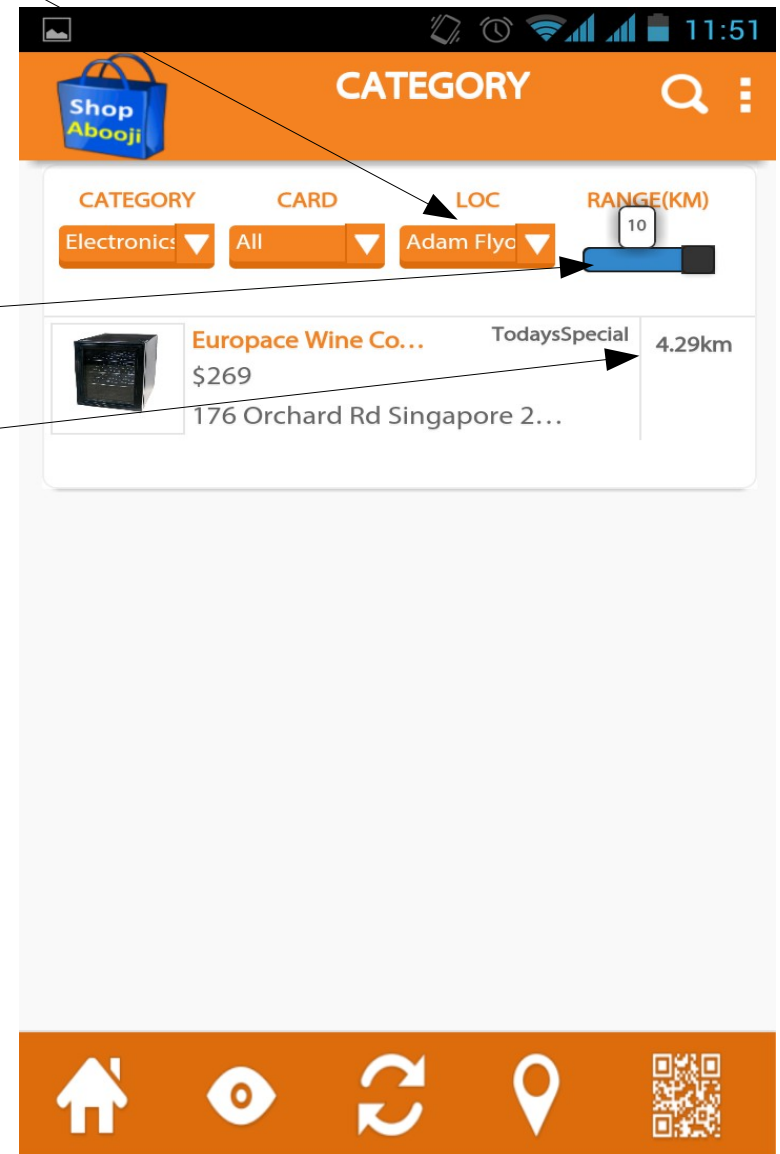 11:51
Shop
Abooji
CATEGORY
CATEGORY CARD LOC RANGE(KM)
Electronics All Adam Flyo 10
Europace Wine Co... TodaysSpecial 4.29km
$269
176 Orchard Rd Singapore 2...